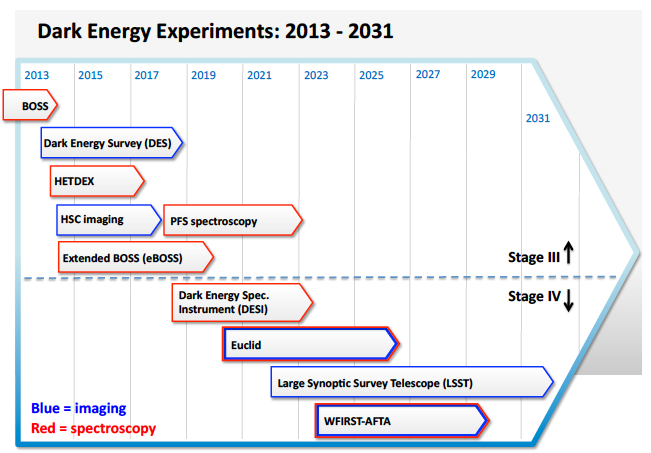 Dark Energy Experiments: 2013 - 2031
2013 2015 2017 2019 2021 2023 2025 2027 2029
2031
BOSS
Dark Energy Survey (DES)
HETDEX
HSC imaging
PFS spectroscopy
Extended BOSS (eBOSS)
Stage III
Stage IV
Dark Energy Spec.
Instrument (DESI)
Euclid
Large Synoptic Survey Telescope (LSST)
WFIRST-AFTA
Blue = imaging
Red = spectroscopy